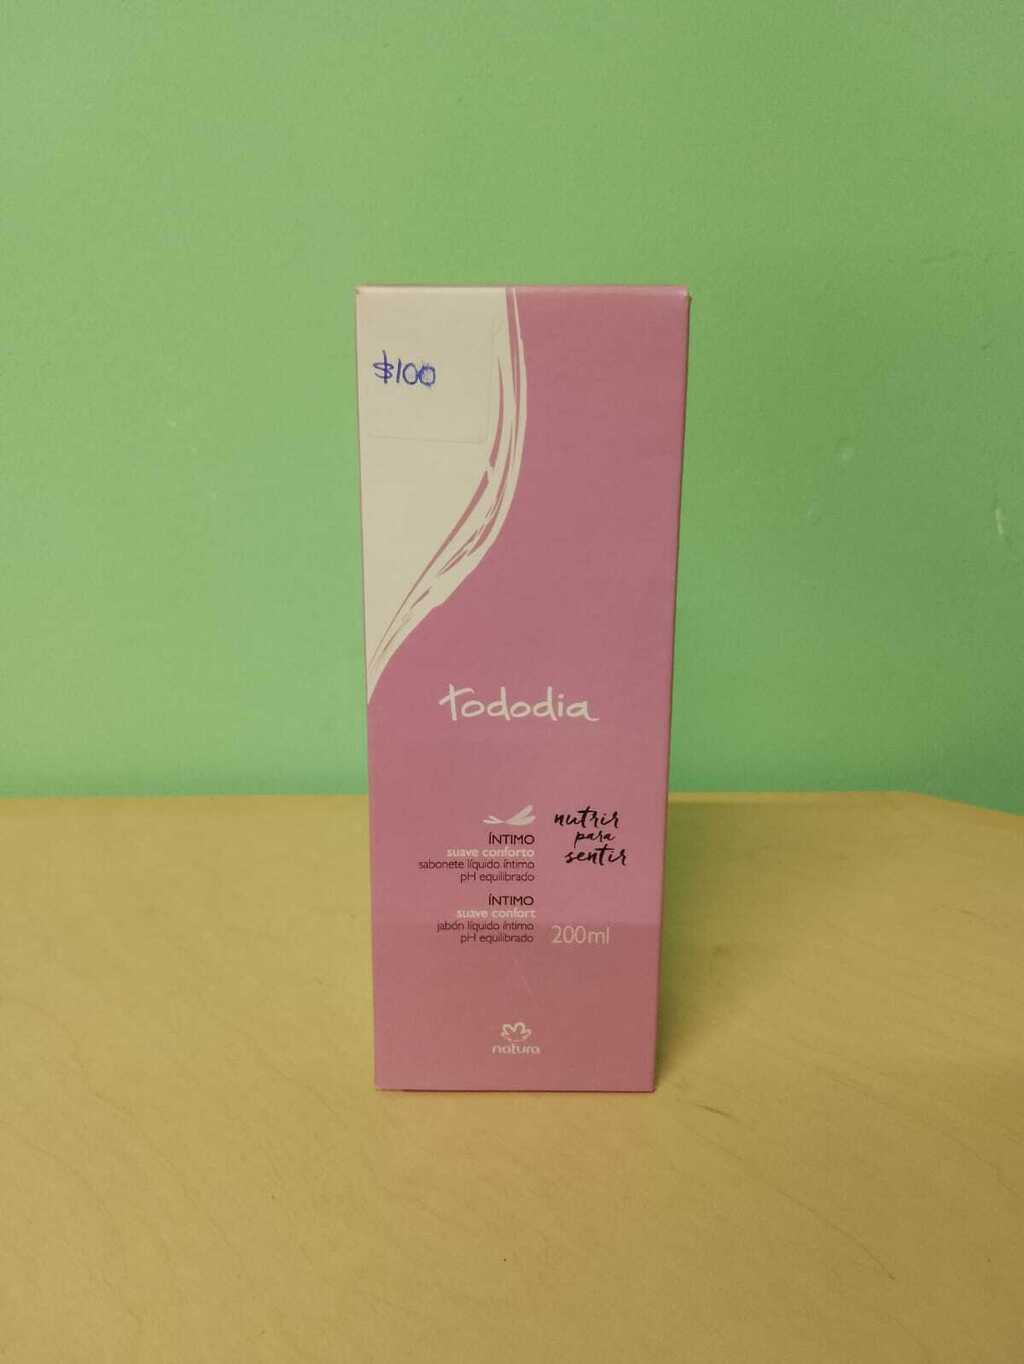 $100
tododia
nutrir
para
sentir
ÍNTIMO
suave conforto
sabonete líquido íntimo
pH equilibrado
ÍNTIMO
suave confort
jabón líquido íntimo
pH equilibrado
200ml
natura